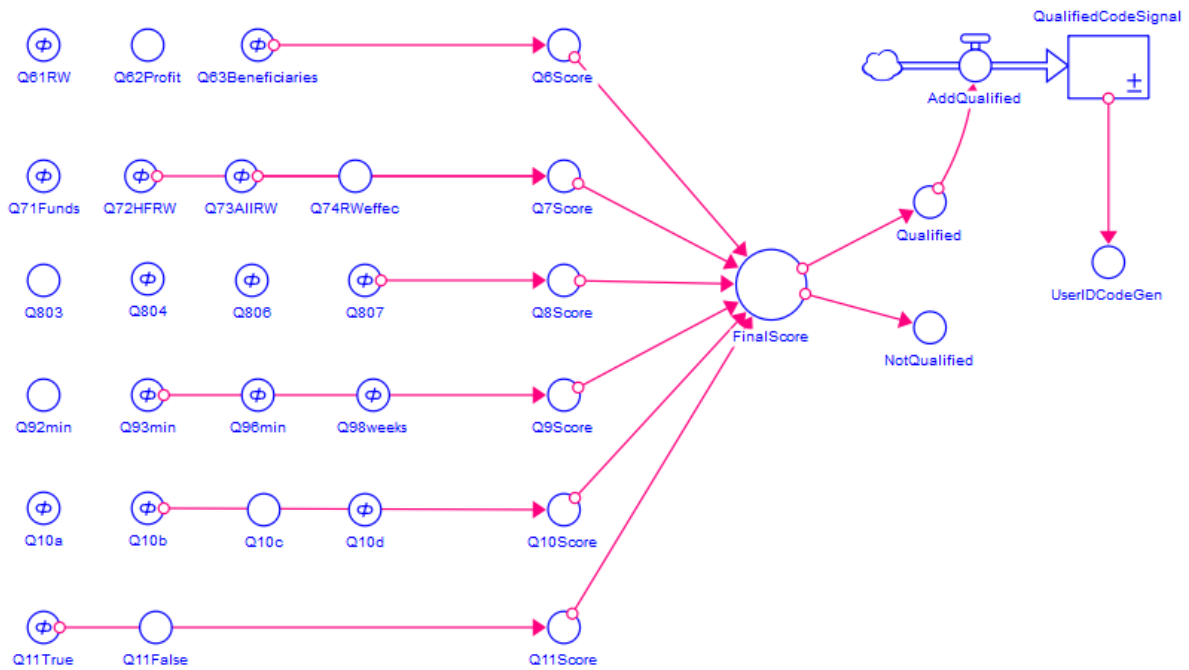 QualifiedCodeSignal
Q61RW Q62Profit Q63Beneficiaries Q6Score
AddQualified
Q71Funds Q72HFRW Q73AllRW Q74RWeffec Q7Score
Qualified
UserIDCodeGen
Q803 Q804 Q806 Q807 Q8Score
FinalScore
NotQualified
Q92min Q93min Q96min Q98weeks Q9Score
Q10a Q10b Q10c Q10d Q10Score
Q11True Q11False Q11Score